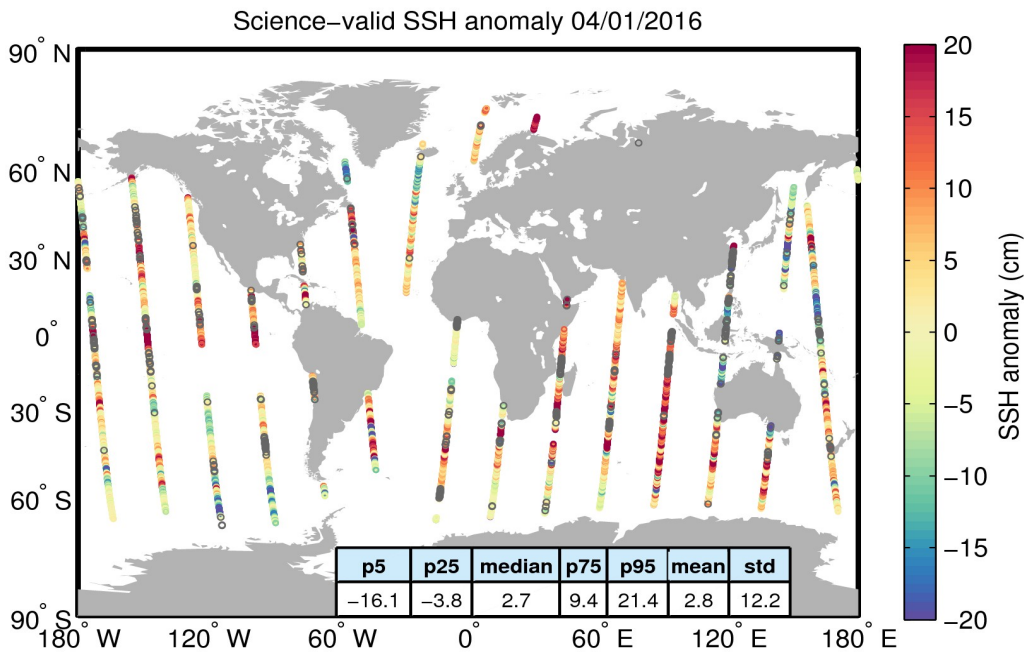 Science−valid SSH anomaly 04/01/2016
90° N
60° N
30° N
0°
30° S
60° S
90° S
180° W
120° W
60° W
0°
60° E
120° E
180° E
p5 p25 median p75 p95 mean std
−16.1 −3.8 2.7 9.4 21.4 2.8 12.2
20
15
10
5
0
−5
−10
−15
−20
SSH anomaly (cm)